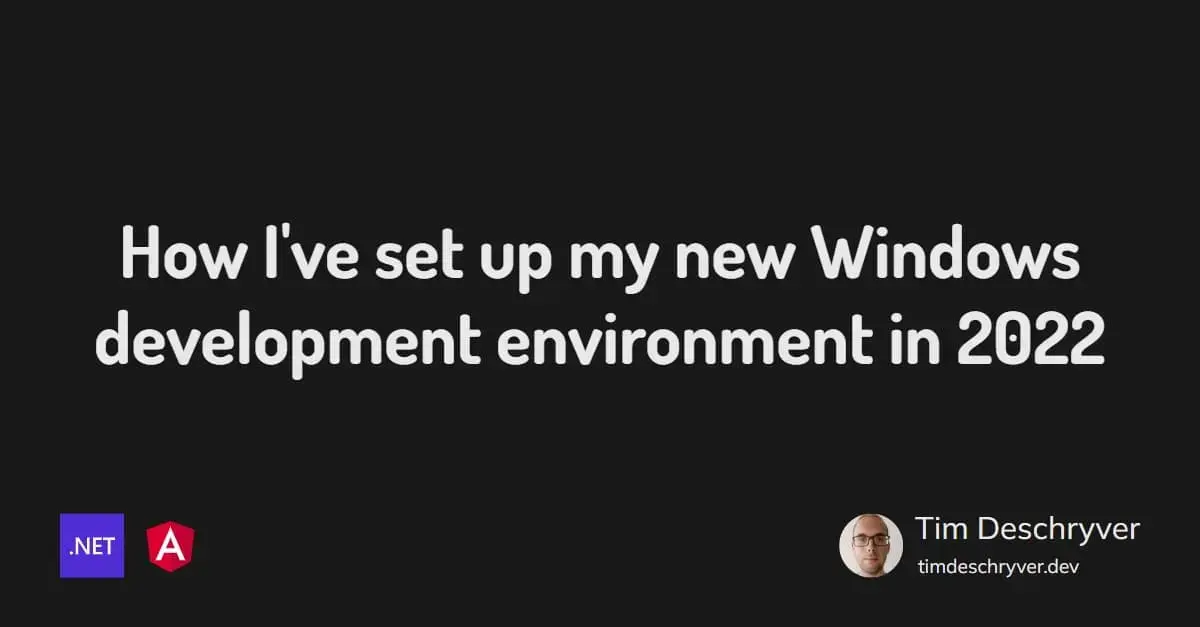 How I've set up my new Windows
development environment in 2022
.NET
A
Tim Deschryver
timdeschryver.dev